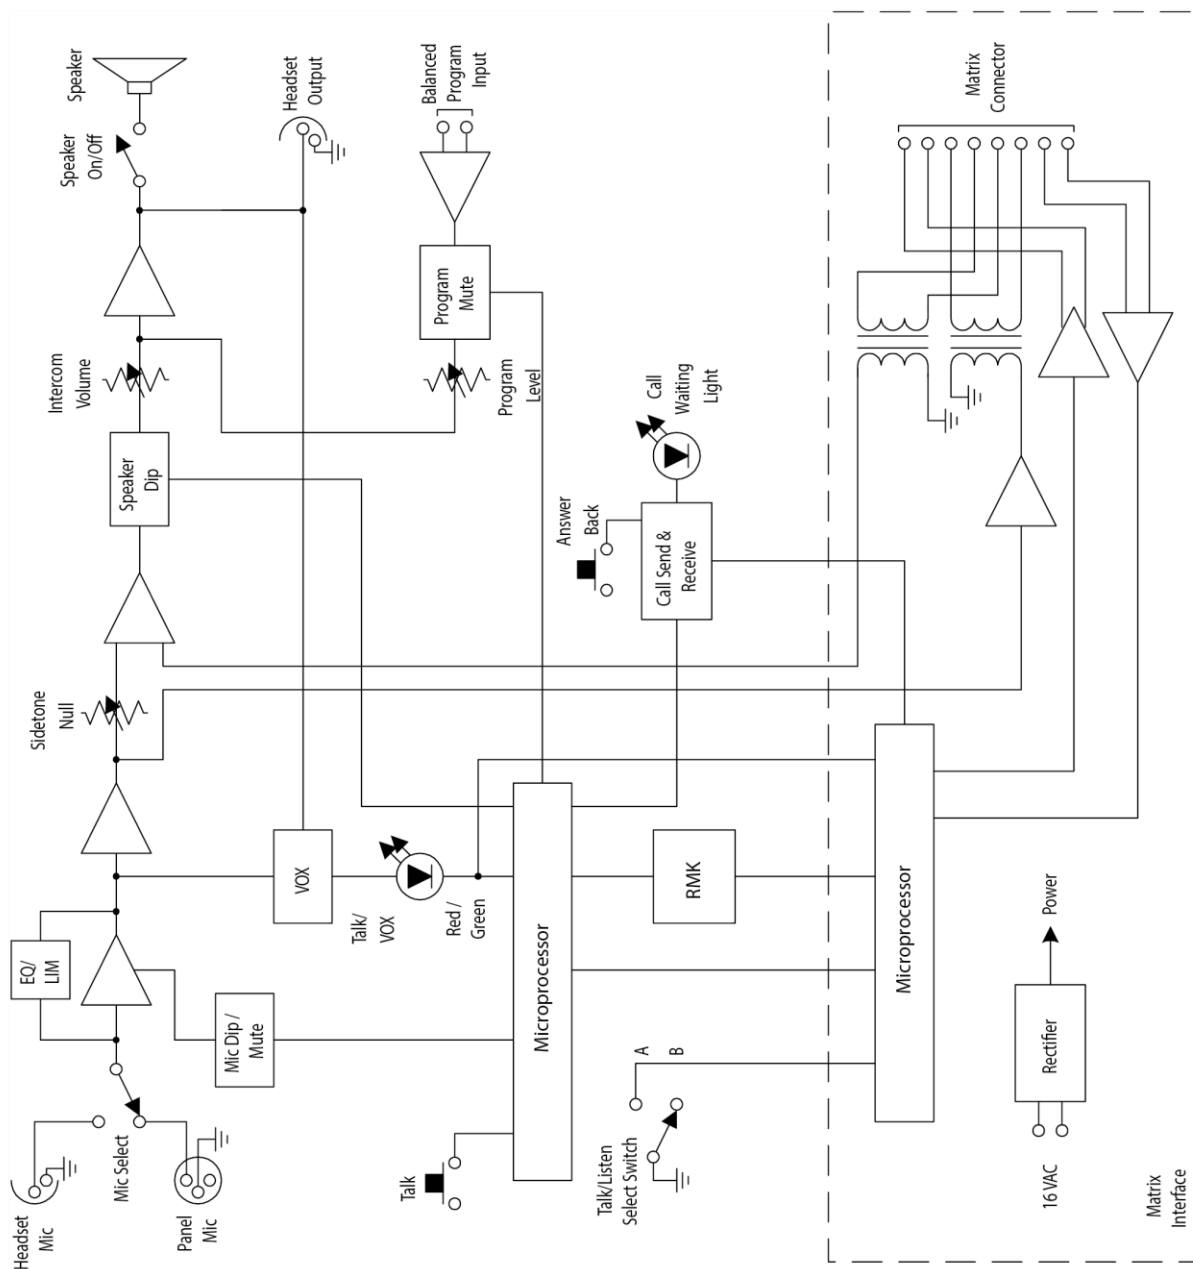 Headset
Mic
Mic Select
Panel
Mic
EQ/
LIM
Mic Dip /
Mute
Sidetone
Null
Speaker
Dip
Intercom
Volume
Speaker
On/Off
Speaker
Headset
Output
Balanced
Program
Input
Program
Mute
Program
Level
VOX
Talk/
VOX
Red /
Green
Talk
Microprocessor
Answer
Back
Call Send &
Receive
Call
Waiting
Light
RMK
Talk/Listen
Select Switch
A
B
Microprocessor
Matrix
Connector
16 VAC
Rectifier
Power
Matrix
Interface